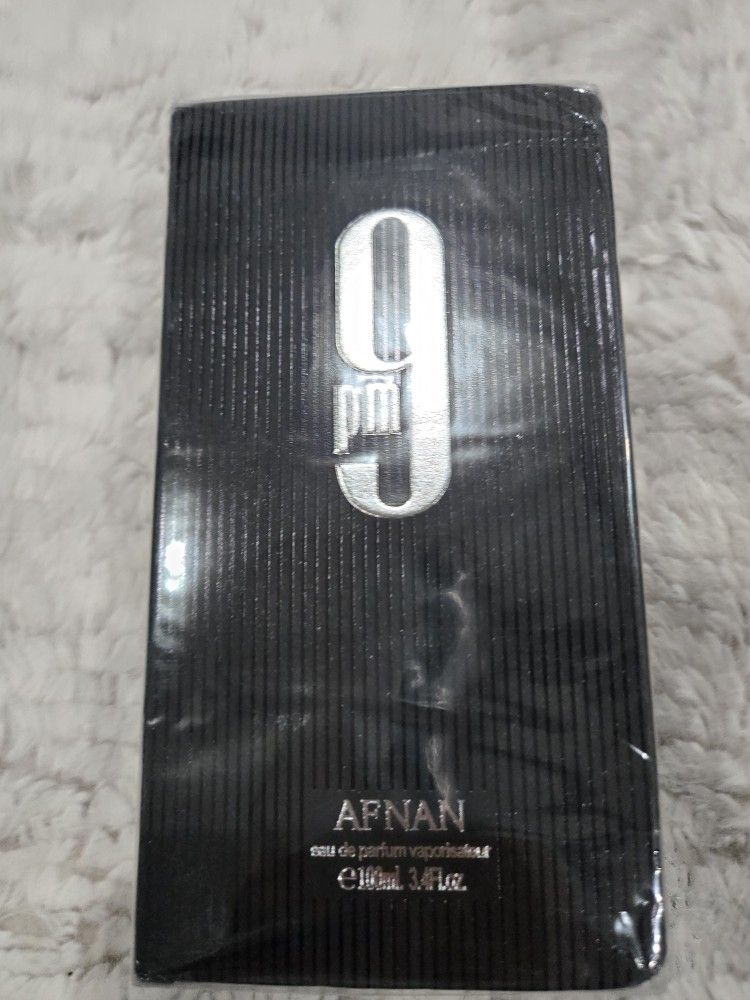 9
pm
AFNAN
eau de parfum vaporisateur
℮100ml. 3.4Fl.oz.